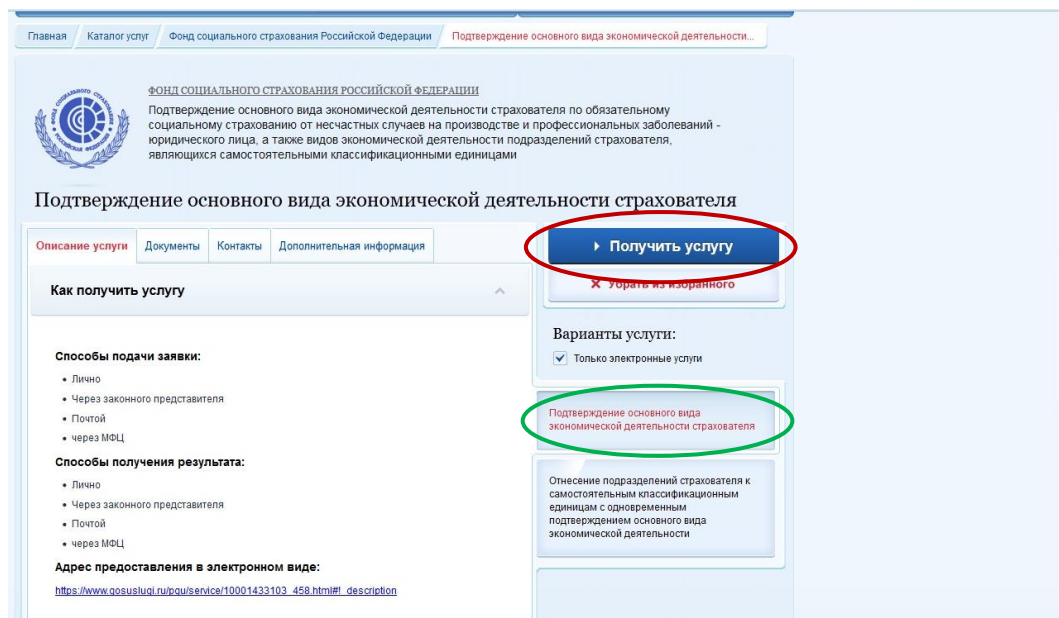 Главная
Каталог услуг
Фонд социального страхования Российской Федерации
Подтверждение основного вида экономической деятельности...
ФОНД СОЦИАЛЬНОГО СТРАХОВАНИЯ РОССИЙСКОЙ ФЕДЕРАЦИИ
Подтверждение основного вида экономической деятельности страхователя по обязательному
социальному страхованию от несчастных случаев на производстве и профессиональных заболеваний -
юридического лица, а также видов экономической деятельности подразделений страхователя,
являющихся самостоятельными классификационными единицами
Подтверждение основного вида экономической деятельности страхователя
Описание услуги
Документы
Контакты
Дополнительная информация
Как получить услугу
Способы подачи заявки:
• Лично
• Через законного представителя
• Почтой
• через МФЦ
Способы получения результата:
• Лично
• Через законного представителя
• Почтой
• через МФЦ
Адрес предоставления в электронном виде:
https://www.gosuslugi.ru/pgu/service/10001433103_458.html#!_description
Получить услугу
Убрать из избранного
Варианты услуги:
Только электронные услуги
Подтверждение основного вида
экономической деятельности страхователя
Отнесение подразделений страхователя к
самостоятельным классификационным
единицам с одновременным
подтверждением основного вида
экономической деятельности